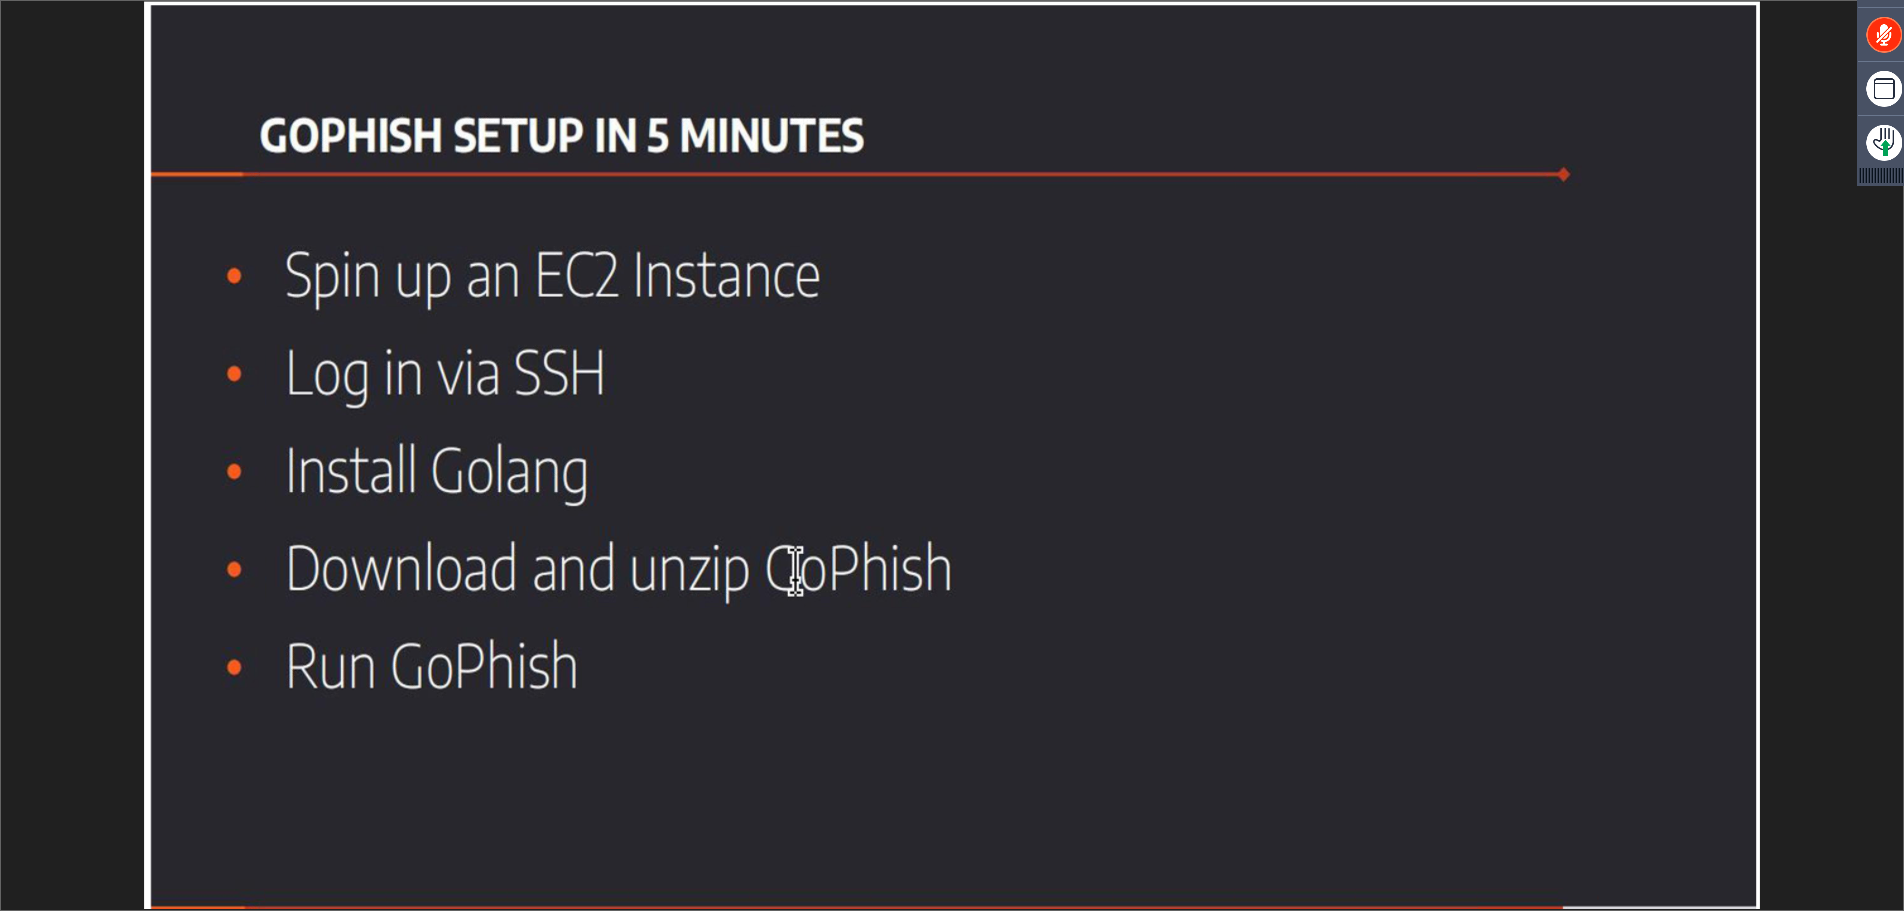 GOPHISH SETUP IN 5 MINUTES
Spin up an EC2 Instance
Log in via SSH
Install Golang
Download and unzip GoPhish
Run GoPhish